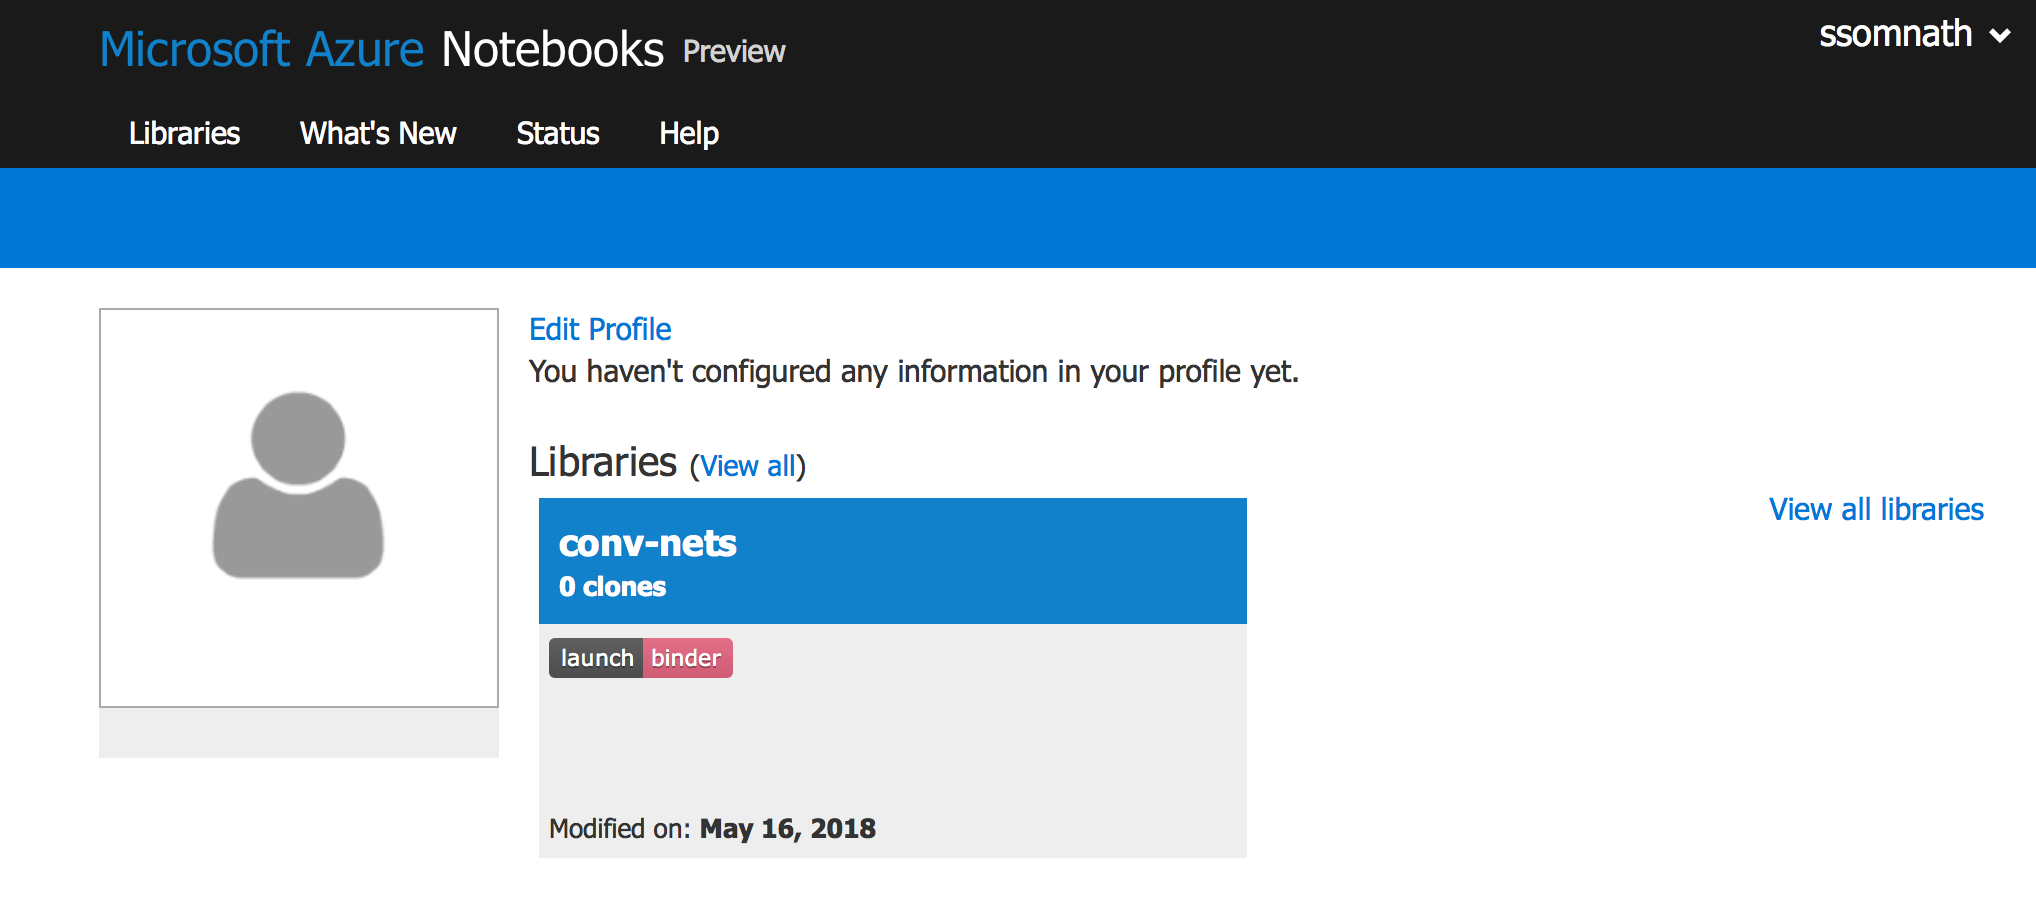 Microsoft Azure Notebooks Preview
ssomnath
Libraries What's New Status Help
Edit Profile
You haven't configured any information in your profile yet.
Libraries (View all)
View all libraries
conv-nets
0 clones
launch binder
Modified on: May 16, 2018